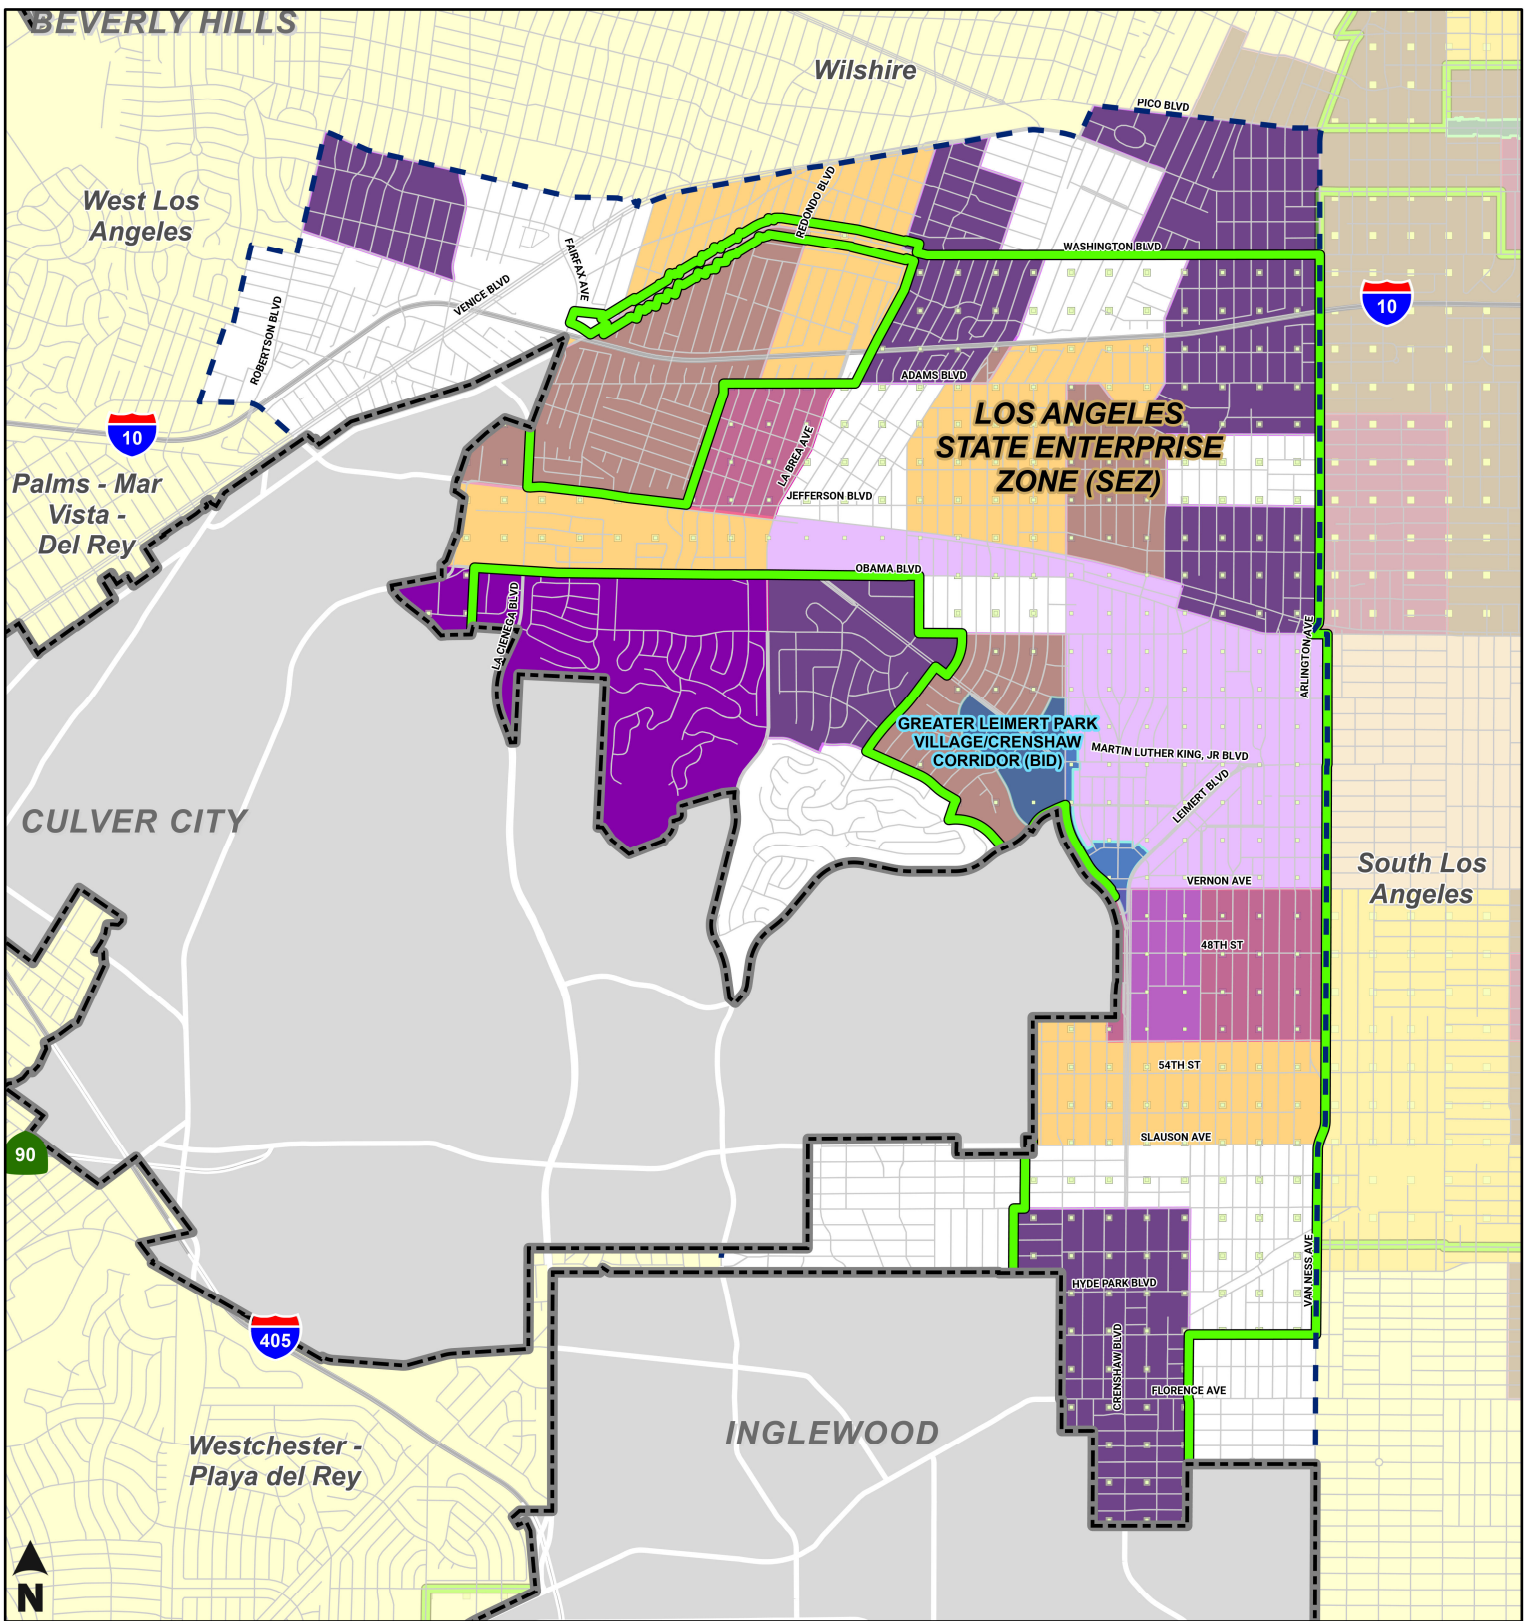 BEVERLY HILLS
Wilshire
PICO BLVD
West Los
Angeles
REDONDO BLVD
FAIRFAX AVE
WASHINGTON BLVD
VENICE BLVD
10
ROBERTSON BLVD
ADAMS BLVD
10
LOS ANGELES
STATE ENTERPRISE
ZONE (SEZ)
LA BREA AVE
Palms - Mar
Vista -
Del Rey
JEFFERSON BLVD
OBAMA BLVD
LA CIENEGA BLVD
ARLINGTON AVE
GREATER LEIMERT PARK
VILLAGE/CRENSHAW
CORRIDOR (BID)
MARTIN LUTHER KING, JR BLVD
LEIMERT BLVD
CULVER CITY
South Los
Angeles
VERNON AVE
48TH ST
54TH ST
SLAUSON AVE
90
VAN NESS AVE
HYDE PARK BLVD
405
CRENSHAW BLVD
FLORENCE AVE
INGLEWOOD
Westchester -
Playa del Rey
N